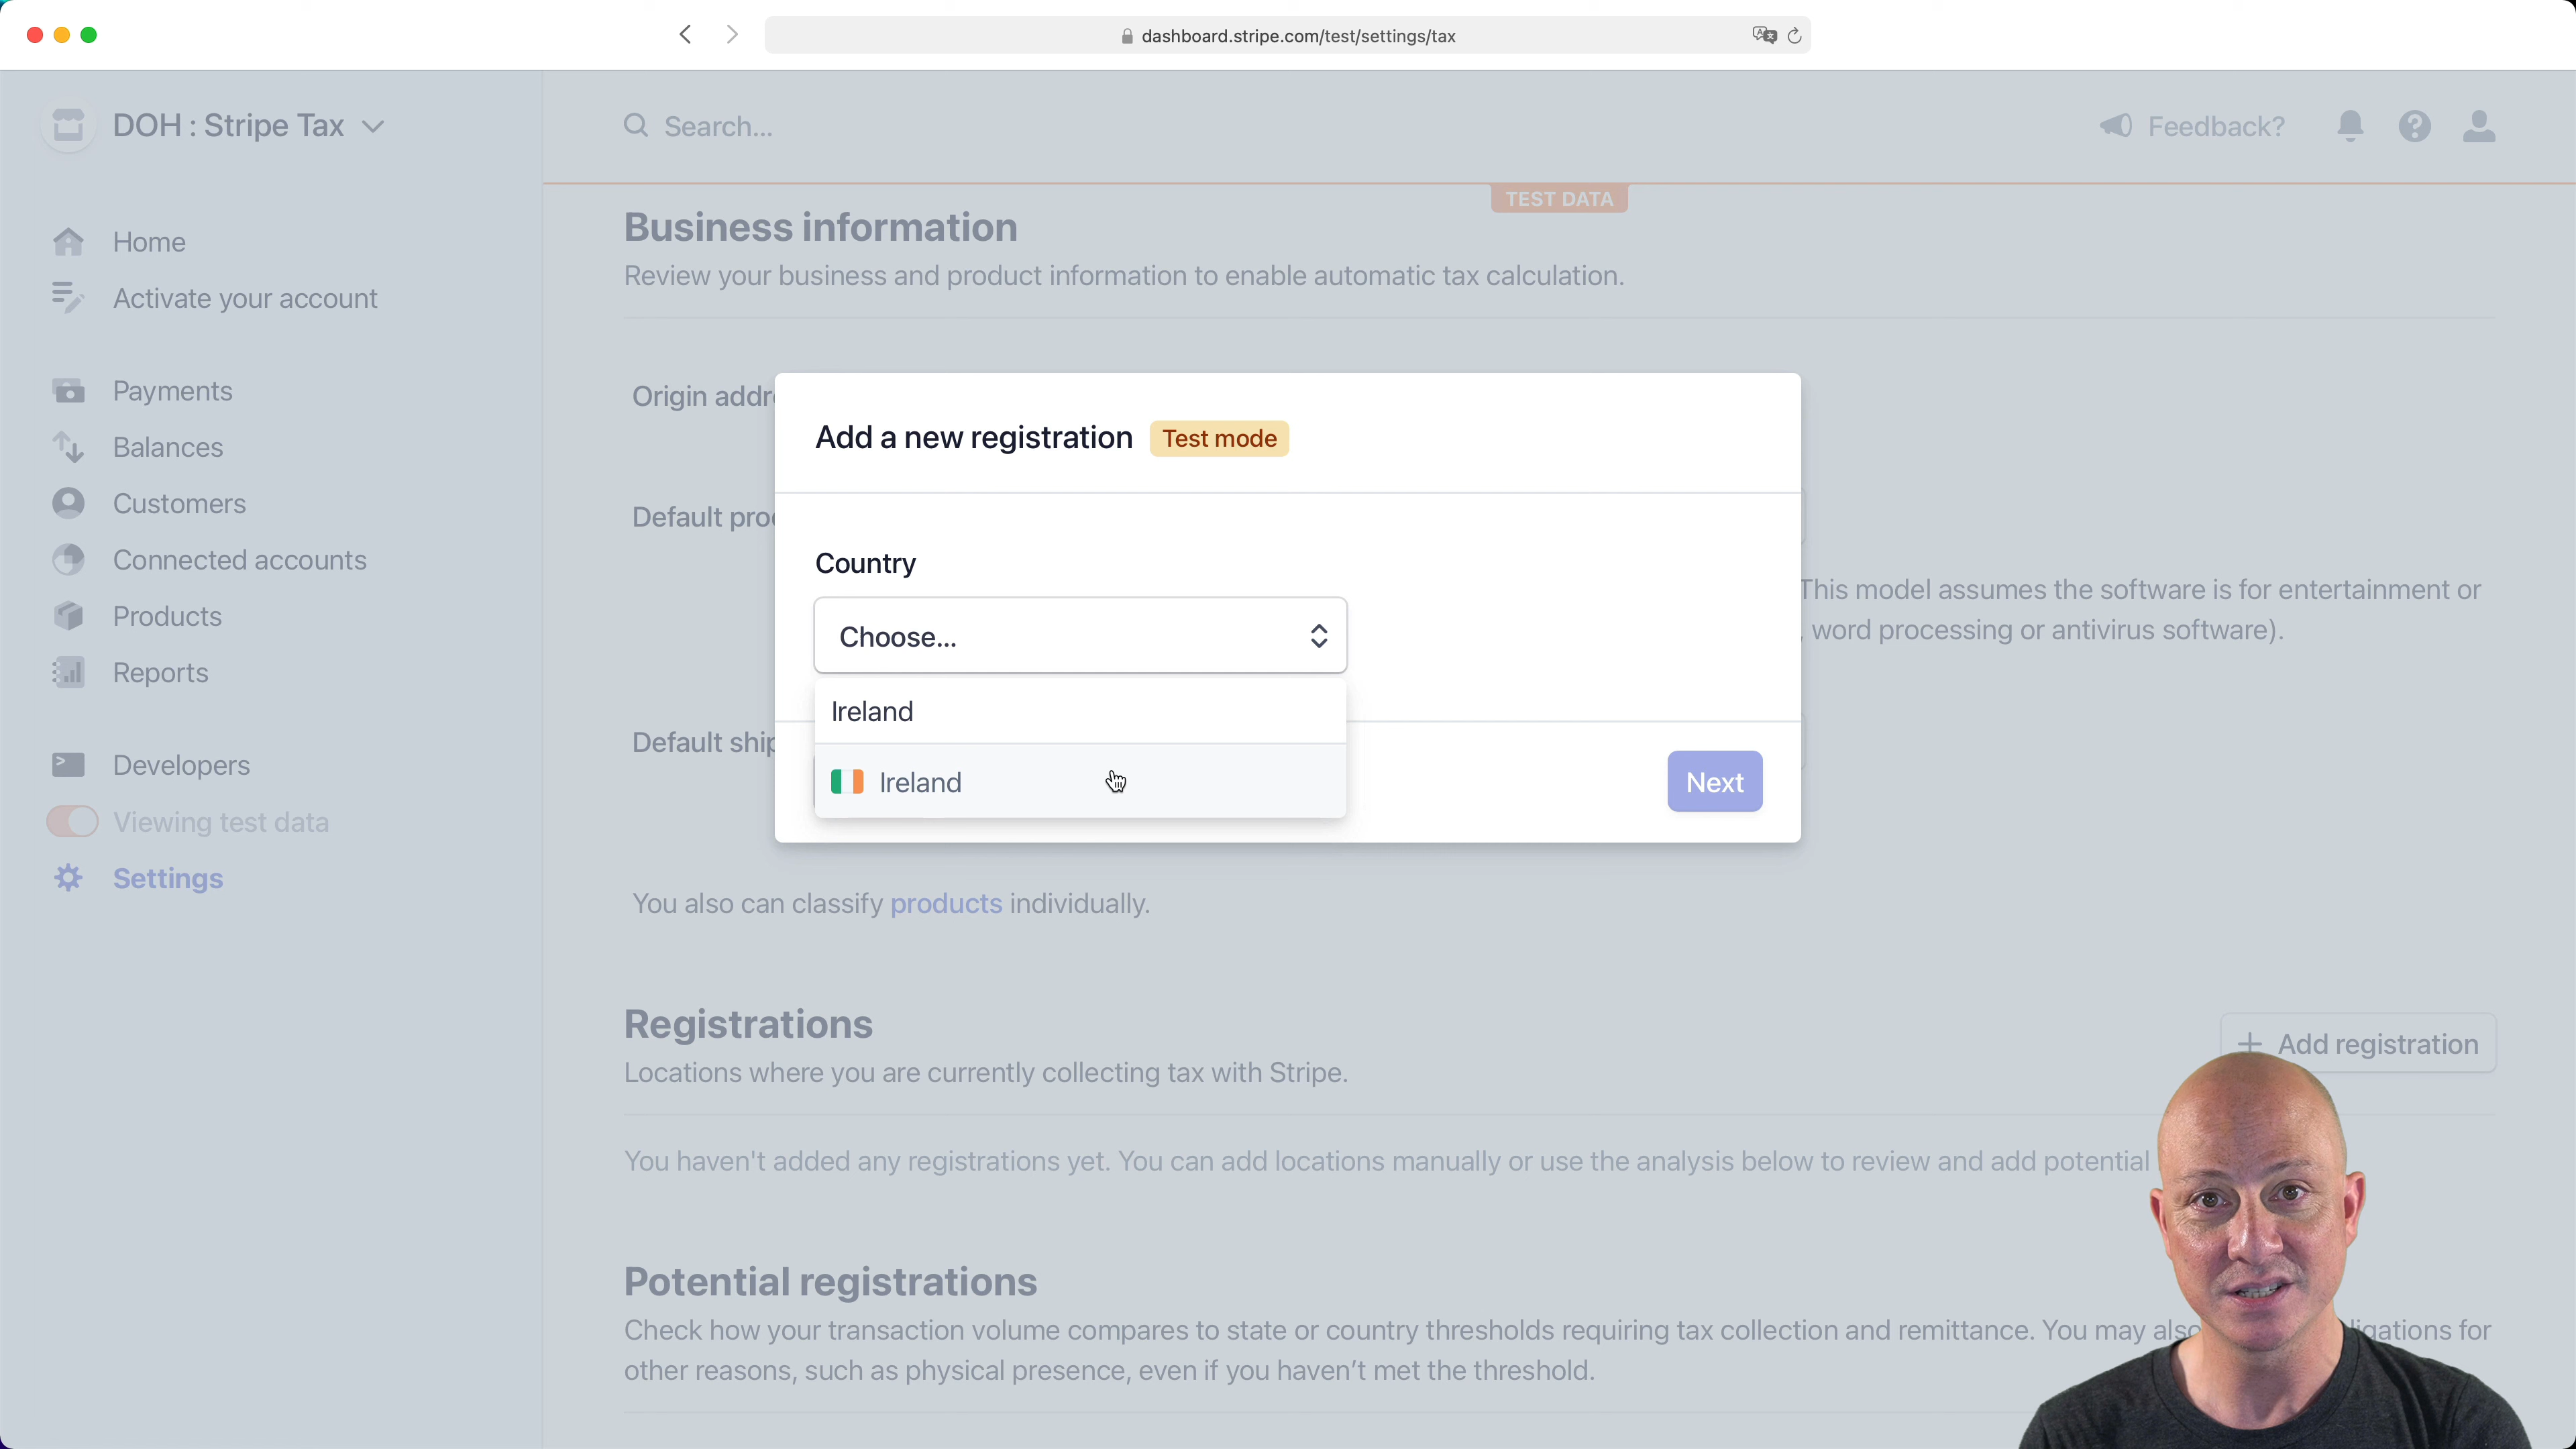 dashboard.stripe.com/test/settings/tax
DOH : Stripe Tax
Search...
Feedback?
TEST DATA
Home
Activate your account
Payments
Balances
Customers
Connected accounts
Products
Reports
Developers
Viewing test data
Settings
Business information
Review your business and product information to enable automatic tax calculation.
Origin addr
Default pro
This model assumes the software is for entertainment or
, word processing or antivirus software).
Default ship
Add a new registration Test mode
Country
Choose...
Ireland
Ireland
Next
You also can classify products individually.
Registrations
+ Add registration
Locations where you are currently collecting tax with Stripe.
You haven't added any registrations yet. You can add locations manually or use the analysis below to review and add potential
Potential registrations
Check how your transaction volume compares to state or country thresholds requiring tax collection and remittance. You may also igations for
other reasons, such as physical presence, even if you haven't met the threshold.